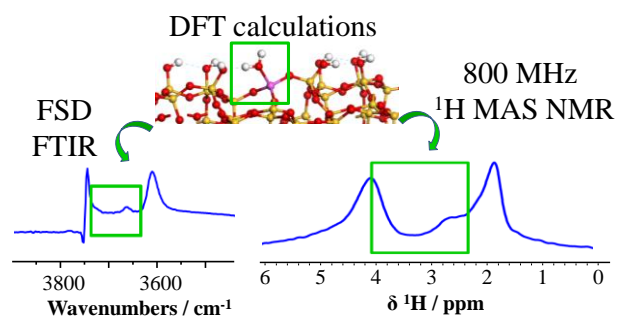 DFT calculations
FSD
FTIR
800 MHz
¹H MAS NMR
3800 3600
Wavenumbers / cm⁻¹
6 5 4 3 2 1 0
δ ¹H / ppm